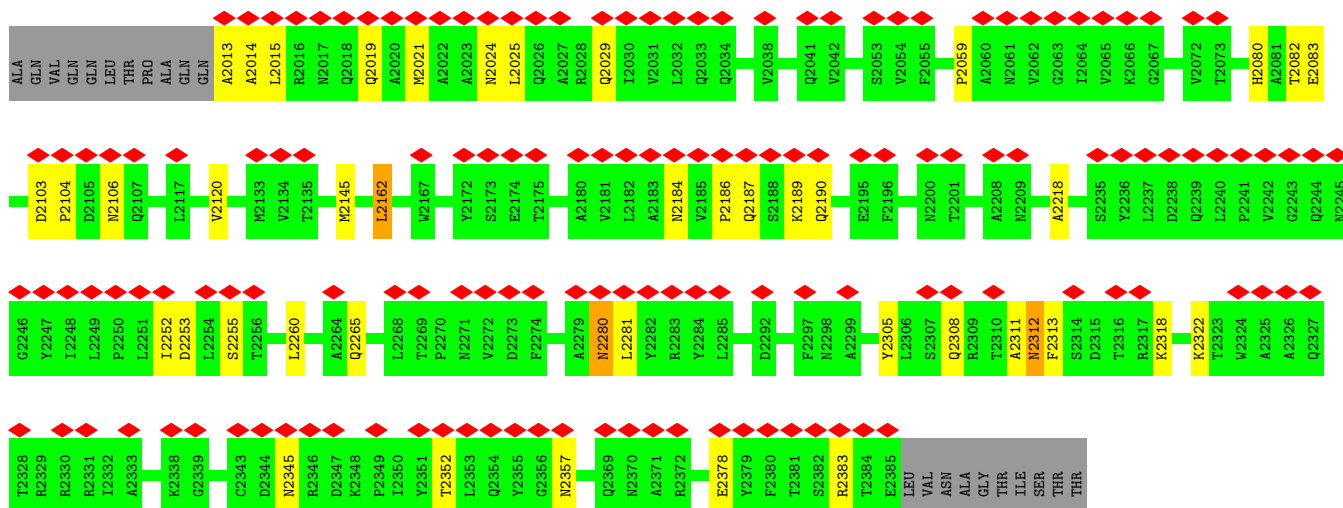 ALA GLN VAL GLN GLN LEU THR PRO ALA GLN GLN A2013 A2014 L2015 R2016 N2017 Q2018 Q2019 A2020 M2021 A2022 A2023 N2024 L2025 Q2026 A2027 R2028 Q2029 I2030 V2031 L2032 Q2033 Q2034 V2038 Q2041 V2042 S2053 V2054 F2055 P2059 A2060 N2061 V2062 G2063 I2064 V2065 K2066 G2067 V2072 T2073 H2080 A2081 T2082 E2083
D2103 P2104 D2105 N2106 Q2107 L2117 V2120 M2133 V2134 T2135 M2145 L2162 W2167 Y2172 S2173 E2174 T2175 A2180 V2181 L2182 A2183 N2184 V2185 P2186 Q2187 S2188 K2189 Q2190 E2195 F2196 N2200 T2201 A2208 N2209 A2218 S2235 Y2236 L2237 D2238 Q2239 L2240 P2241 V2242 G2243 Q2244 N2245
G2246 Y2247 I2248 L2249 P2250 L2251 I2252 D2253 L2254 S2255 T2256 L2260 A2264 Q2265 L2268 T2269 P2270 N2271 V2272 D2273 F2274 A2279 N2280 L2281 Y2282 R2283 Y2284 L2285 D2292 F2297 N2298 A2299 Y2305 L2306 S2307 Q2308 R2309 T2310 A2311 N2312 F2313 S2314 D2315 T2316 R2317 K2318 K2322 T2323 W2324 A2325 A2326 Q2327
T2328 R2329 R2330 R2331 I2332 A2333 K2338 G2339 C2343 D2344 N2345 R2346 D2347 K2348 P2349 I2350 Y2351 T2352 L2353 Q2354 Y2355 G2356 N2357 Q2369 N2370 A2371 R2372 E2378 Y2379 F2380 T2381 S2382 R2383 T2384 E2385 LEU VAL ASN ALA GLY THR ILE SER THR THR